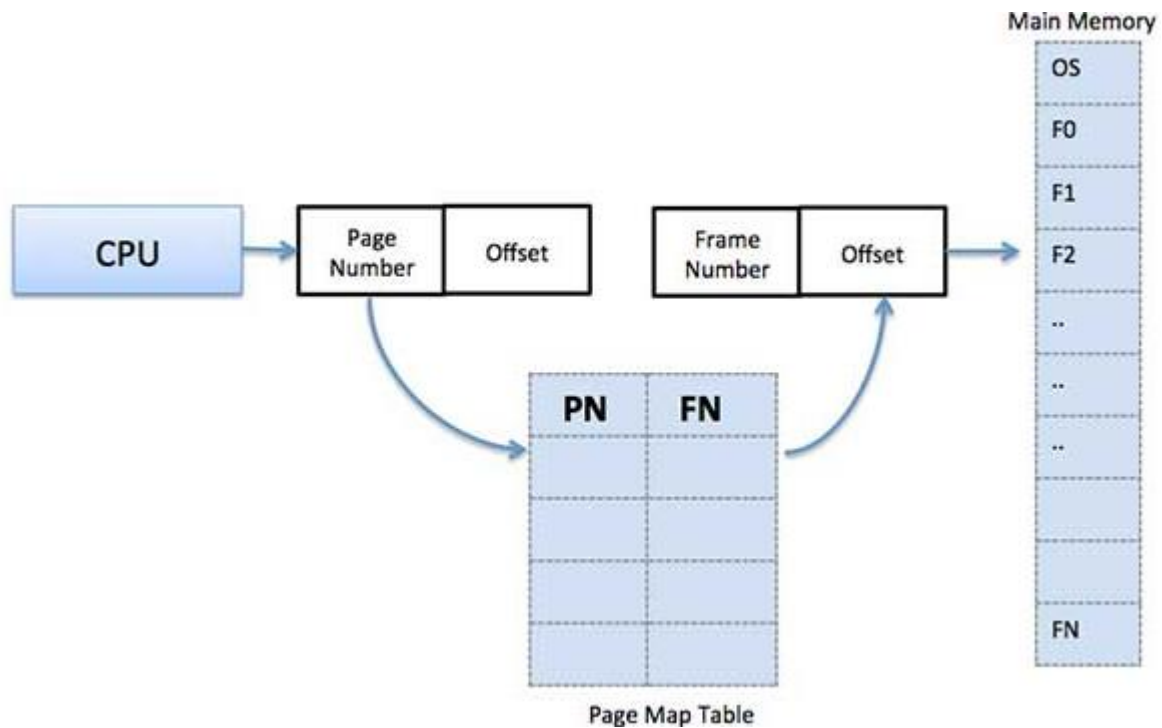 Main Memory
OS
F0
F1
F2
..
..
..
FN
CPU
Page
Number
Offset
Frame
Number
Offset
PN
FN
Page Map Table